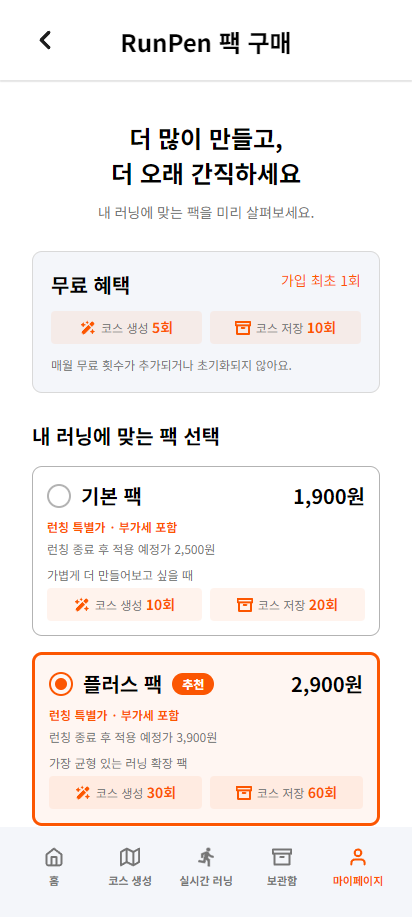 RunPen 팩 구매
더 많이 만들고,
더 오래 간직하세요
내 러닝에 맞는 팩을 미리 살펴보세요.
무료 혜택
가입 최초 1회
코스 생성 5회
코스 저장 10회
매월 무료 횟수가 추가되거나 초기화되지 않아요.
내 러닝에 맞는 팩 선택
기본 팩
1,900원
런칭 특별가 · 부가세 포함
런칭 종료 후 적용 예정가 2,500원
가볍게 더 만들어보고 싶을 때
코스 생성 10회
코스 저장 20회
플러스 팩
추천
2,900원
런칭 특별가 · 부가세 포함
런칭 종료 후 적용 예정가 3,900원
가장 균형 있는 러닝 확장 팩
코스 생성 30회
코스 저장 60회
홈
코스 생성
실시간 러닝
보관함
마이페이지